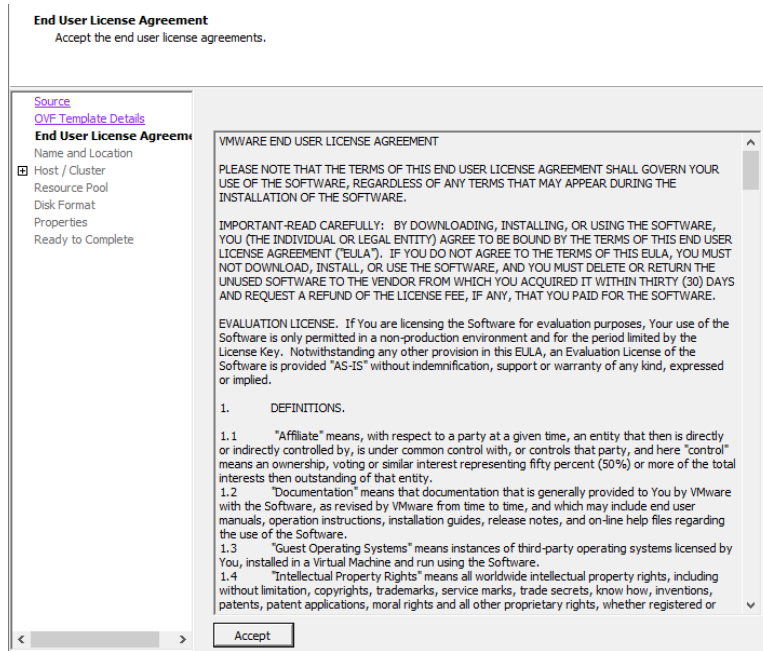 End User License Agreement
Accept the end user license agreements.
Source
OVF Template Details
End User License Agreeme
Name and Location
Host / Cluster
Resource Pool
Disk Format
Properties
Ready to Complete
VMWARE END USER LICENSE AGREEMENT
PLEASE NOTE THAT THE TERMS OF THIS END USER LICENSE AGREEMENT SHALL GOVERN YOUR
USE OF THE SOFTWARE, REGARDLESS OF ANY TERMS THAT MAY APPEAR DURING THE
INSTALLATION OF THE SOFTWARE.
IMPORTANT-READ CAREFULLY: BY DOWNLOADING, INSTALLING, OR USING THE SOFTWARE,
YOU (THE INDIVIDUAL OR LEGAL ENTITY) AGREE TO BE BOUND BY THE TERMS OF THIS END USER
LICENSE AGREEMENT ("EULA"). IF YOU DO NOT AGREE TO THE TERMS OF THIS EULA, YOU MUST
NOT DOWNLOAD, INSTALL, OR USE THE SOFTWARE, AND YOU MUST DELETE OR RETURN THE
UNUSED SOFTWARE TO THE VENDOR FROM WHICH YOU ACQUIRED IT WITHIN THIRTY (30) DAYS
AND REQUEST A REFUND OF THE LICENSE FEE, IF ANY, THAT YOU PAID FOR THE SOFTWARE.
EVALUATION LICENSE. If You are licensing the Software for evaluation purposes, Your use of the
Software is only permitted in a non-production environment and for the period limited by the
License Key. Notwithstanding any other provision in this EULA, an Evaluation License of the
Software is provided "AS-IS" without indemnification, support or warranty of any kind, expressed
or implied.
1. DEFINITIONS.
1.1 "Affiliate" means, with respect to a party at a given time, an entity that then is directly
or indirectly controlled by, is under common control with, or controls that party, and here "control"
means an ownership, voting or similar interest representing fifty percent (50%) or more of the total
interests then outstanding of that entity.
1.2 "Documentation" means that documentation that is generally provided to You by VMware
with the Software, as revised by VMware from time to time, and which may include end user
manuals, operation instructions, installation guides, release notes, and on-line help files regarding
the use of the Software.
1.3 "Guest Operating Systems" means instances of third-party operating systems licensed by
You, installed in a Virtual Machine and run using the Software.
1.4 "Intellectual Property Rights" means all worldwide intellectual property rights, including
without limitation, copyrights, trademarks, service marks, trade secrets, know how, inventions,
patents, patent applications, moral rights and all other proprietary rights, whether registered or
Accept